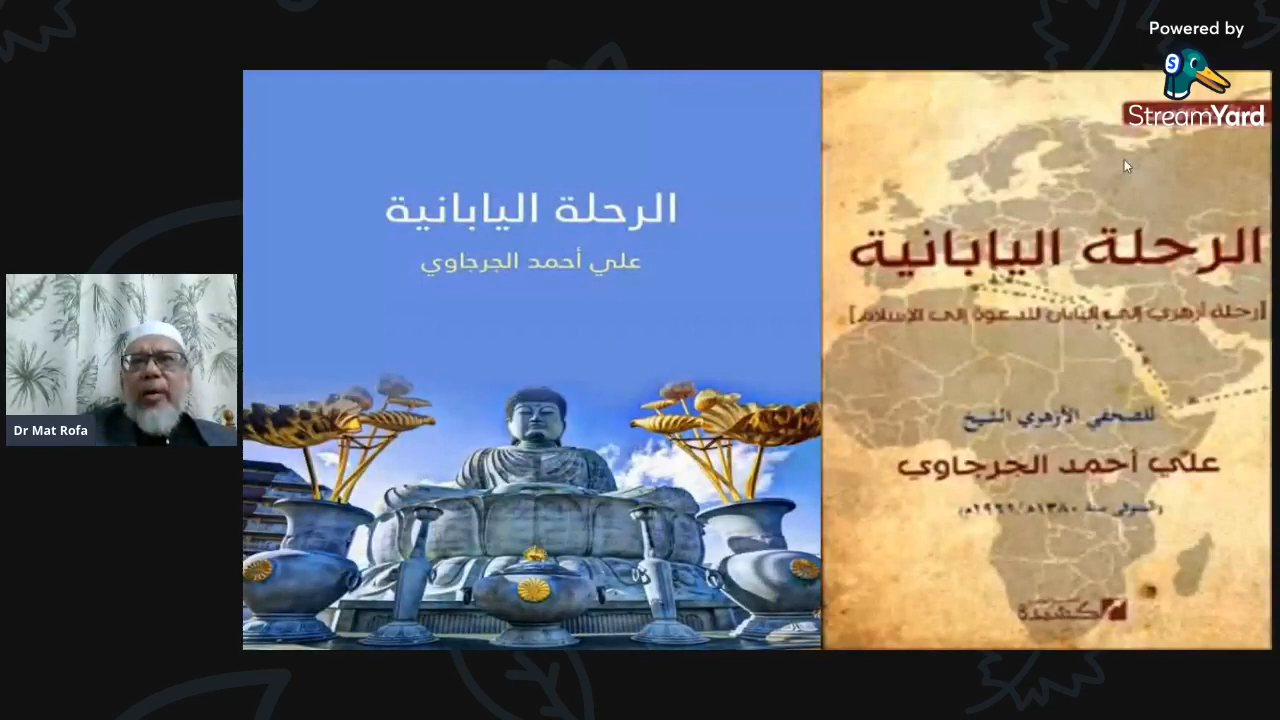 Powered by
StreamYard
الرحلة اليابانية
علي أحمد الجرجاوي
الرحلة اليابانية
[رحلة أزهري إلى اليابان للدعوة إلى الإسلام]
للصحفي الأزهري الشيخ
علي أحمد الجرجاوي
كشيدة
Dr Mat Rofa